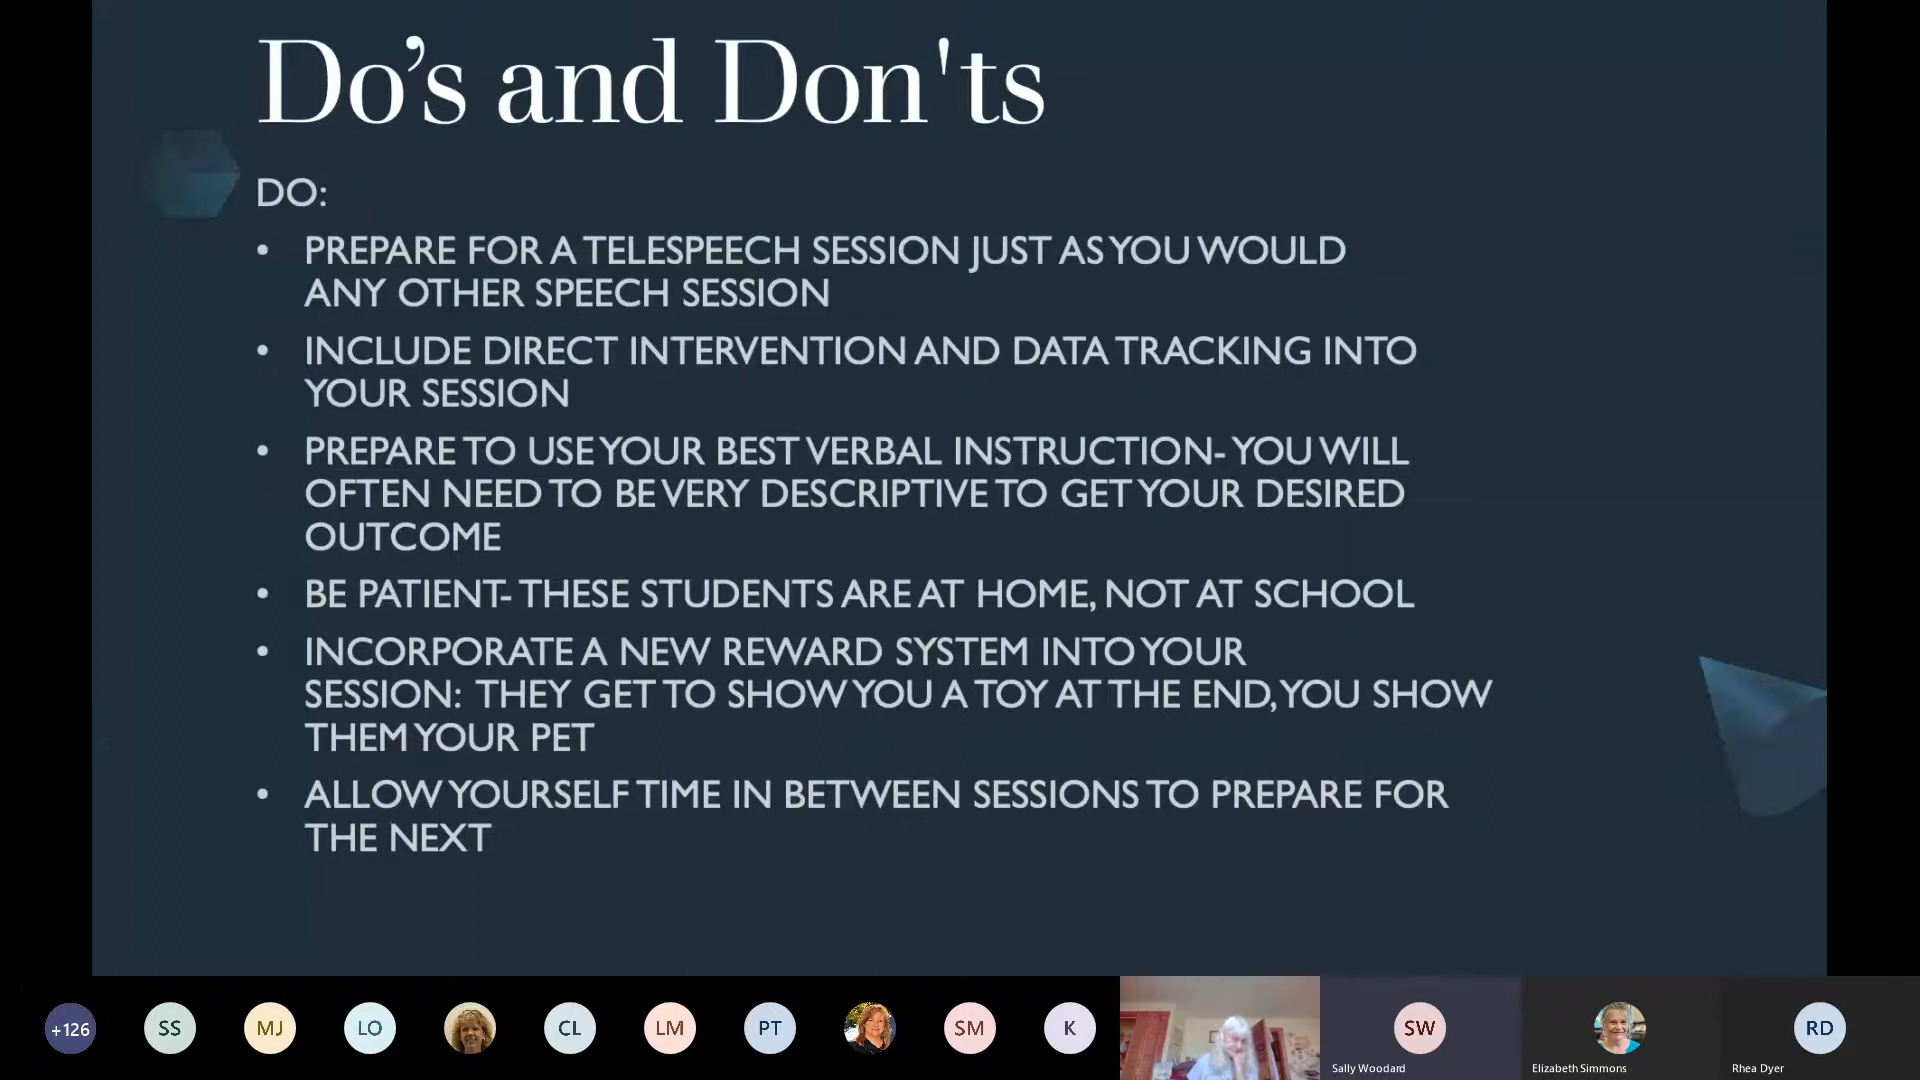 Do’s and Don'ts
DO:
• PREPARE FOR A TELESPEECH SESSION JUST AS YOU WOULD
ANY OTHER SPEECH SESSION
• INCLUDE DIRECT INTERVENTION AND DATA TRACKING INTO
YOUR SESSION
• PREPARE TO USE YOUR BEST VERBAL INSTRUCTION- YOU WILL
OFTEN NEED TO BE VERY DESCRIPTIVE TO GET YOUR DESIRED
OUTCOME
• BE PATIENT- THESE STUDENTS ARE AT HOME, NOT AT SCHOOL
• INCORPORATE A NEW REWARD SYSTEM INTO YOUR
SESSION: THEY GET TO SHOW YOU A TOY AT THE END, YOU SHOW
THEM YOUR PET
• ALLOW YOURSELF TIME IN BETWEEN SESSIONS TO PREPARE FOR
THE NEXT
+126 SS MJ LO CL LM PT SM K SW RD
Sally Woodard Elizabeth Simmons Rhea Dyer